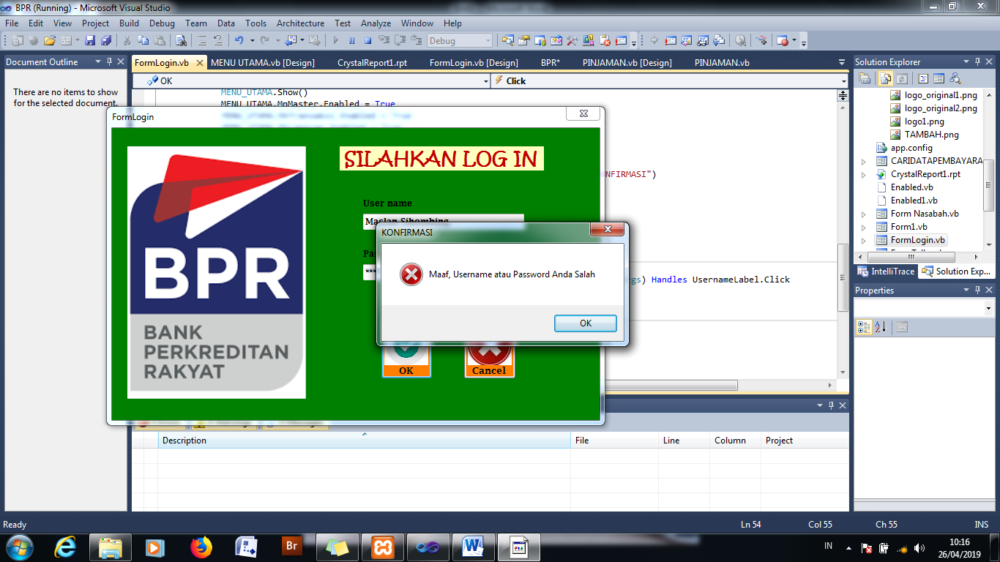 BPR (Running) - Microsoft Visual Studio
File Edit View Project Build Debug Team Data Tools Architecture Test Analyze Window Help
Debug
Document Outline
There are no items to show
for the selected document.
FormLogin.vb MENU UTAMA.vb [Design] CrystalReport1.rpt FormLogin.vb [Design] BPR* PINJAMAN.vb [Design] PINJAMAN.vb
OK Click
MENU_UTAMA.Show()
MENU_UTAMA.MnMaster.Enabled = True
NFIRMASI")
gs) Handles UsernameLabel.Click
FormLogin
BPR
BANK
PERKREDITAN
RAKYAT
SILAHKAN LOG IN
User name
Maslan Sihombing
Pa
**
OK Cancel
KONFIRMASI
Maaf, Username atau Password Anda Salah
OK
Description File Line Column Project
Solution Explorer
logo_original1.png
logo_original2.png
logo1.png
TAMBAH.png
app.config
CARIDATAPEMBAYARA
CrystalReport1.rpt
Enabled.vb
Enabled1.vb
Form Nasabah.vb
Form1.vb
FormLogin.vb
IntelliTrace Solution Exp...
Properties
Ready Ln 54 Col 55 Ch 55 INS
Br
IN
10:16
26/04/2019